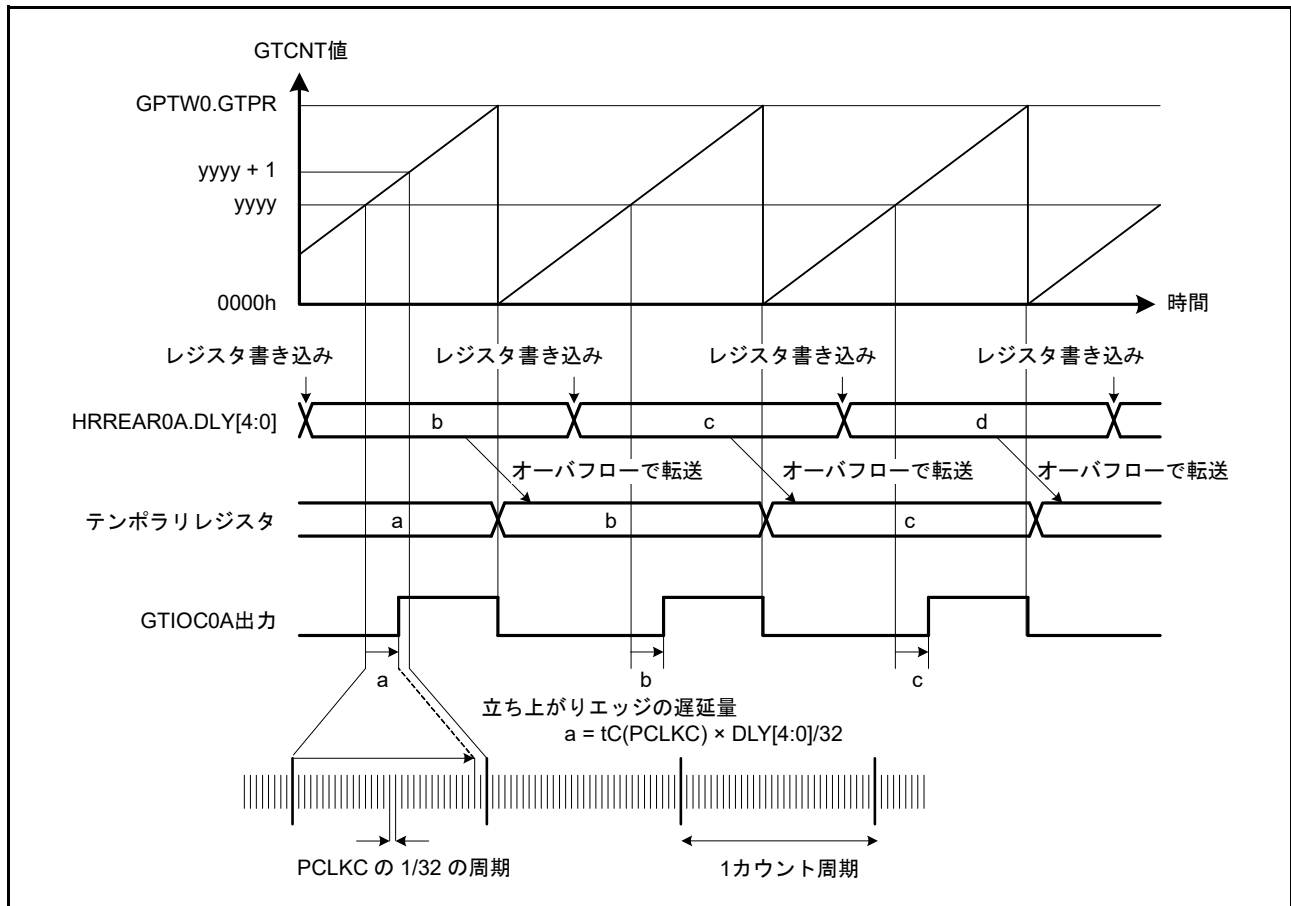 GTCNT値
GPTW0.GTPR
yyyy + 1
yyyy
0000h
時間
レジスタ書き込み レジスタ書き込み レジスタ書き込み レジスタ書き込み
HRREAR0A.DLY[4:0] b c d
オーバフローで転送 オーバフローで転送 オーバフローで転送
テンポラリレジスタ a b c
GTIOC0A出力
a b c
立ち上がりエッジの遅延量
a = tC(PCLKC) × DLY[4:0]/32
PCLKC の 1/32 の周期 1カウント周期